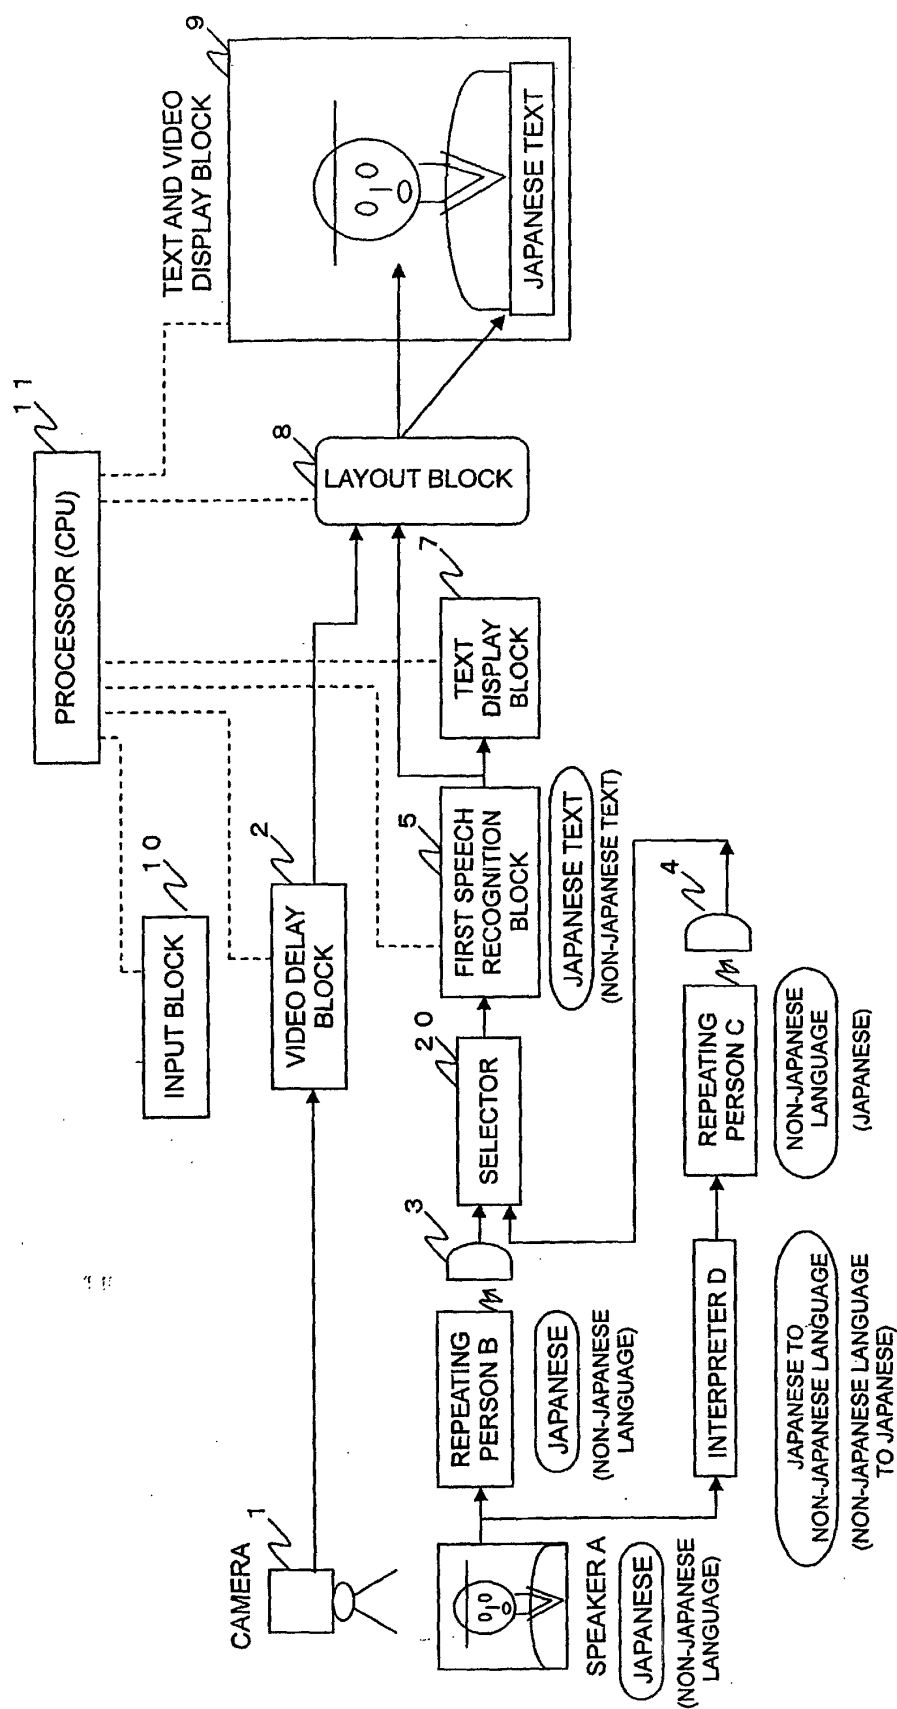 PROCESSOR (CPU)
11
INPUT BLOCK
10
TEXT AND VIDEO
DISPLAY BLOCK
9
JAPANESE TEXT
CAMERA
1
VIDEO DELAY
BLOCK
2
LAYOUT BLOCK
8
SPEAKER A
JAPANESE
(NON-JAPANESE
LANGUAGE)
REPEATING
PERSON B
JAPANESE
(NON-JAPANESE
LANGUAGE)
3
SELECTOR
20
FIRST SPEECH
RECOGNITION
BLOCK
5
JAPANESE TEXT
(NON-JAPANESE TEXT)
TEXT
DISPLAY
BLOCK
7
INTERPRETER D
JAPANESE TO
NON-JAPANESE LANGUAGE
(NON-JAPANESE LANGUAGE
TO JAPANESE)
REPEATING
PERSON C
NON-JAPANESE
LANGUAGE
(JAPANESE)
4